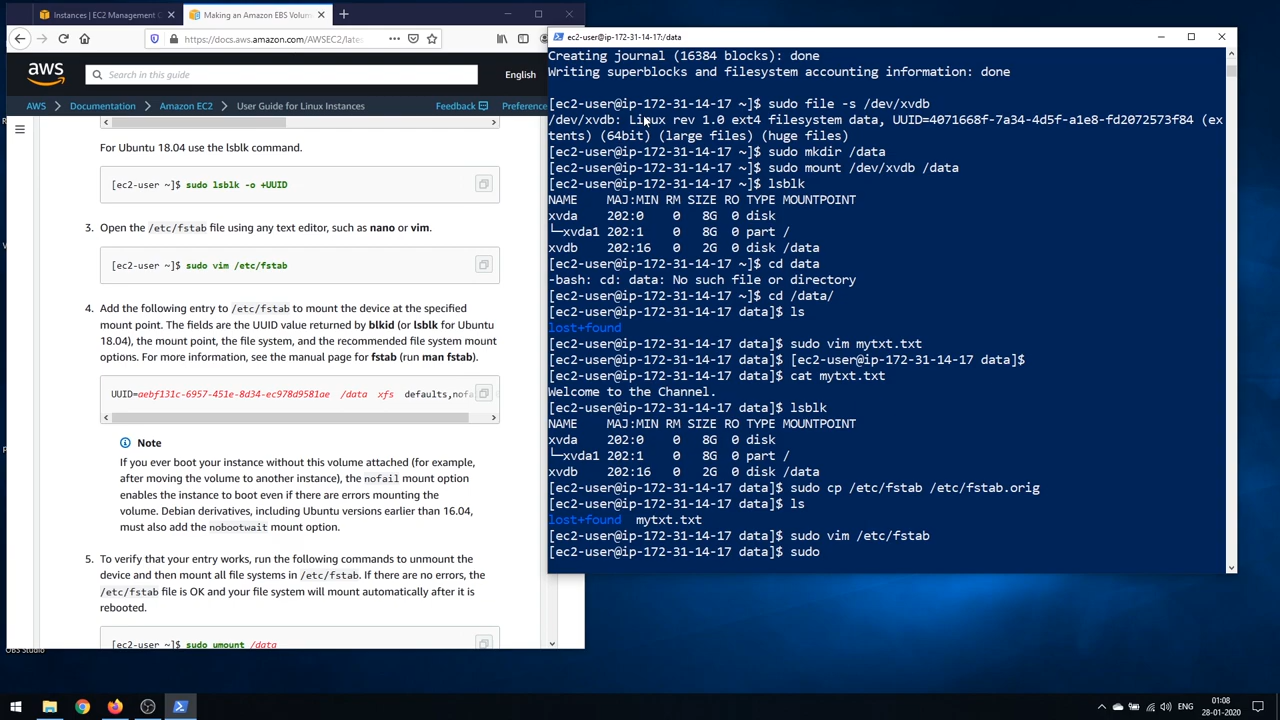 Instances | EC2 Management C
Making an Amazon EBS Volum
https://docs.aws.amazon.com/AWSEC2/late
aws
Search in this guide
English
AWS
Documentation
Amazon EC2
User Guide for Linux Instances
Feedback
Preference
For Ubuntu 18.04 use the lsblk command.
[ec2-user ~]$ sudo lsblk -o +UUID
3. Open the /etc/fstab file using any text editor, such as nano or vim.
[ec2-user ~]$ sudo vim /etc/fstab
4. Add the following entry to /etc/fstab to mount the device at the specified
mount point. The fields are the UUID value returned by blkid (or lsblk for Ubuntu
18.04), the mount point, the file system, and the recommended file system mount
options. For more information, see the manual page for fstab (run man fstab).
UUID=aebf131c-6957-451e-8d34-ec978d9581ae /data xfs defaults,nofa
Note
If you ever boot your instance without this volume attached (for example,
after moving the volume to another instance), the nofail mount option
enables the instance to boot even if there are errors mounting the
volume. Debian derivatives, including Ubuntu versions earlier than 16.04,
must also add the nobootwait mount option.
5. To verify that your entry works, run the following commands to unmount the
device and then mount all file systems in /etc/fstab. If there are no errors, the
/etc/fstab file is OK and your file system will mount automatically after it is
rebooted.
[ec2-user ~]$ sudo umount /data
OBS Studio
ec2-user@ip-172-31-14-17:/data
Creating journal (16384 blocks): done
Writing superblocks and filesystem accounting information: done
[ec2-user@ip-172-31-14-17 ~]$ sudo file -s /dev/xvdb
/dev/xvdb: Linux rev 1.0 ext4 filesystem data, UUID=4071668f-7a34-4d5f-a1e8-fd2072573f84 (ex
tents) (64bit) (large files) (huge files)
[ec2-user@ip-172-31-14-17 ~]$ sudo mkdir /data
[ec2-user@ip-172-31-14-17 ~]$ sudo mount /dev/xvdb /data
[ec2-user@ip-172-31-14-17 ~]$ lsblk
NAME MAJ:MIN RM SIZE RO TYPE MOUNTPOINT
xvda 202:0 0 8G 0 disk
└─xvda1 202:1 0 8G 0 part /
xvdb 202:16 0 2G 0 disk /data
[ec2-user@ip-172-31-14-17 ~]$ cd data
-bash: cd: data: No such file or directory
[ec2-user@ip-172-31-14-17 ~]$ cd /data/
[ec2-user@ip-172-31-14-17 data]$ ls
lost+found
[ec2-user@ip-172-31-14-17 data]$ sudo vim mytxt.txt
[ec2-user@ip-172-31-14-17 data]$ [ec2-user@ip-172-31-14-17 data]$
[ec2-user@ip-172-31-14-17 data]$ cat mytxt.txt
Welcome to the Channel.
[ec2-user@ip-172-31-14-17 data]$ lsblk
NAME MAJ:MIN RM SIZE RO TYPE MOUNTPOINT
xvda 202:0 0 8G 0 disk
└─xvda1 202:1 0 8G 0 part /
xvdb 202:16 0 2G 0 disk /data
[ec2-user@ip-172-31-14-17 data]$ sudo cp /etc/fstab /etc/fstab.orig
[ec2-user@ip-172-31-14-17 data]$ ls
lost+found mytxt.txt
[ec2-user@ip-172-31-14-17 data]$ sudo vim /etc/fstab
[ec2-user@ip-172-31-14-17 data]$ sudo
ENG
01:08
28-01-2020